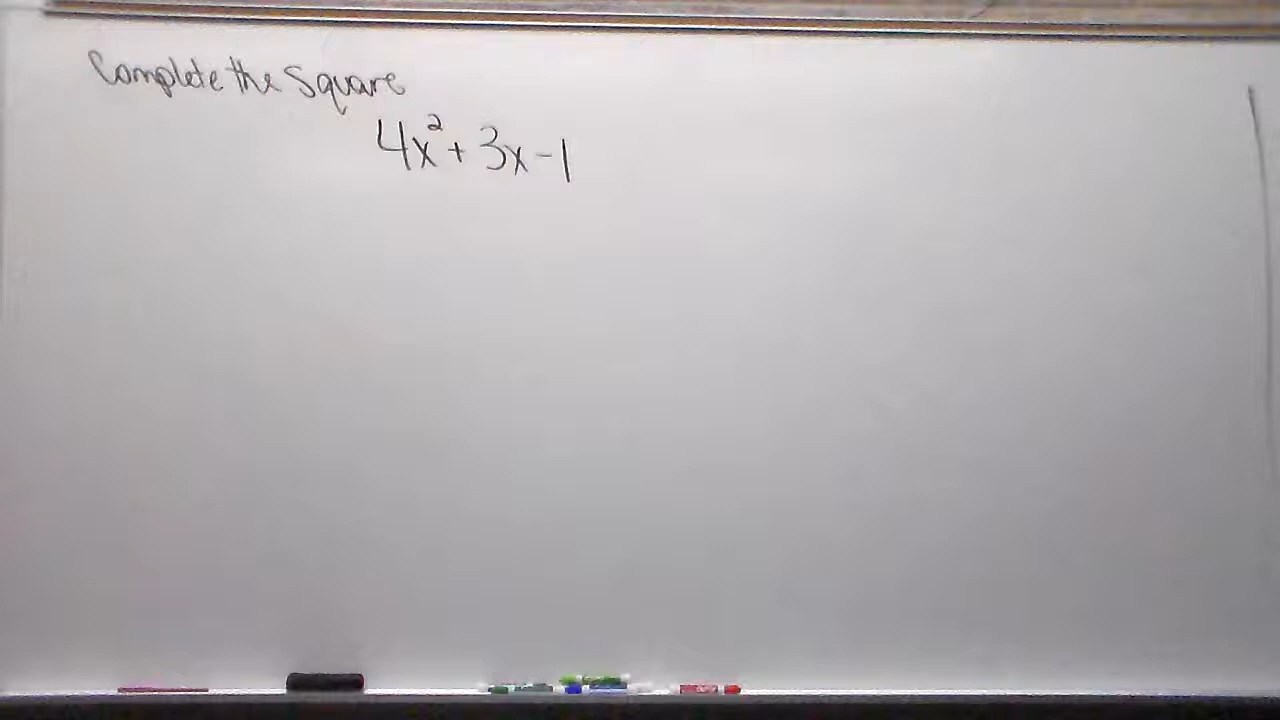 Complete the Square
4x² + 3x - 1